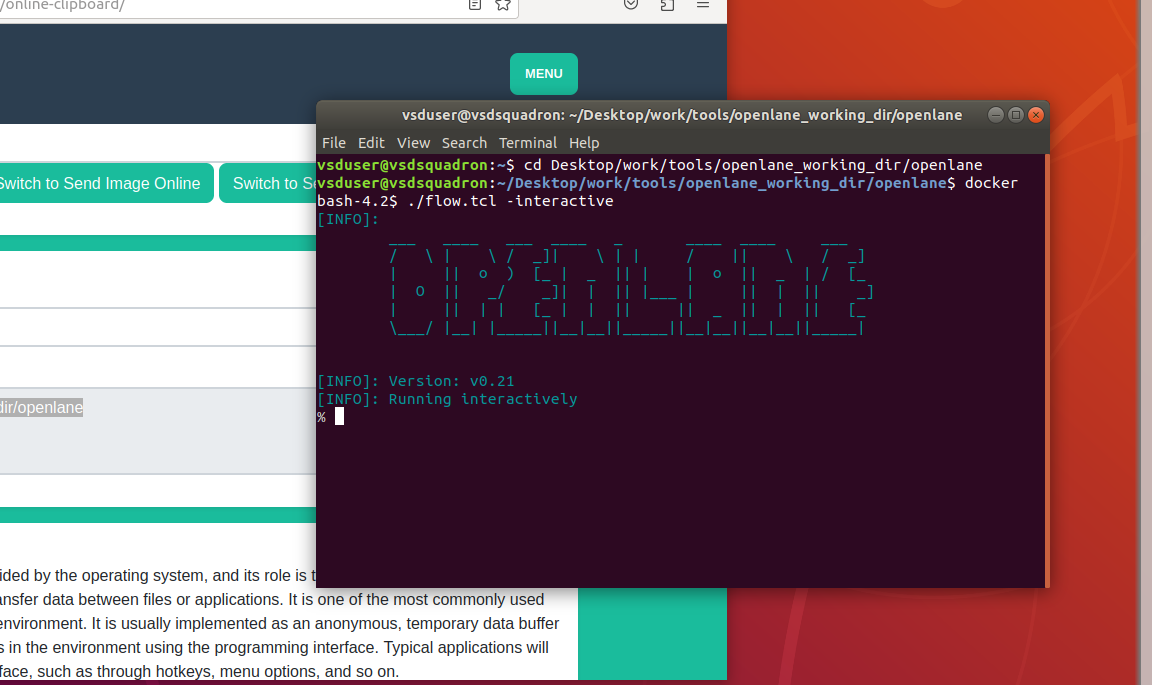 /online-clipboard/
MENU
Switch to Send Image Online
Switch to S
dir/openlane
vsduser@vsdsquadron: ~/Desktop/work/tools/openlane_working_dir/openlane
File Edit View Search Terminal Help
vsduser@vsdsquadron:~$ cd Desktop/work/tools/openlane_working_dir/openlane
vsduser@vsdsquadron:~/Desktop/work/tools/openlane_working_dir/openlane$ docker
bash-4.2$ ./flow.tcl -interactive
[INFO]:
OPENLANE
[INFO]: Version: v0.21
[INFO]: Running interactively
%
ided by the operating system, and its role is t
ansfer data between files or applications. It is one of the most commonly used
environment. It is usually implemented as an anonymous, temporary data buffer
s in the environment using the programming interface. Typical applications will
face, such as through hotkeys, menu options, and so on.